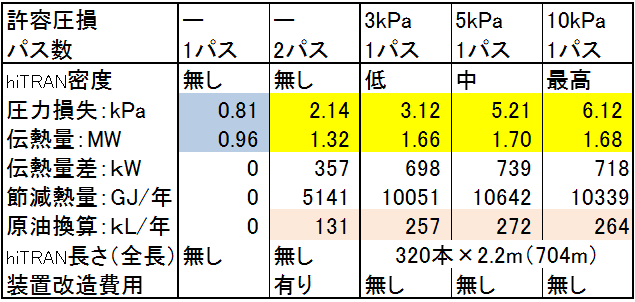 許容圧損 — — 3kPa 5kPa 10kPa
パス数 1パス 2パス 1パス 1パス 1パス
hiTRAN密度 無し 無し 低 中 最高
圧力損失:kPa 0.81 2.14 3.12 5.21 6.12
伝熱量:MW 0.96 1.32 1.66 1.70 1.68
伝熱量差:kW 0 357 698 739 718
節減熱量:GJ/年 0 5141 10051 10642 10339
原油換算:kL/年 0 131 257 272 264
hiTRAN長さ(全長) 無し 無し 320本×2.2m(704m)
装置改造費用 有り 無し 無し 無し